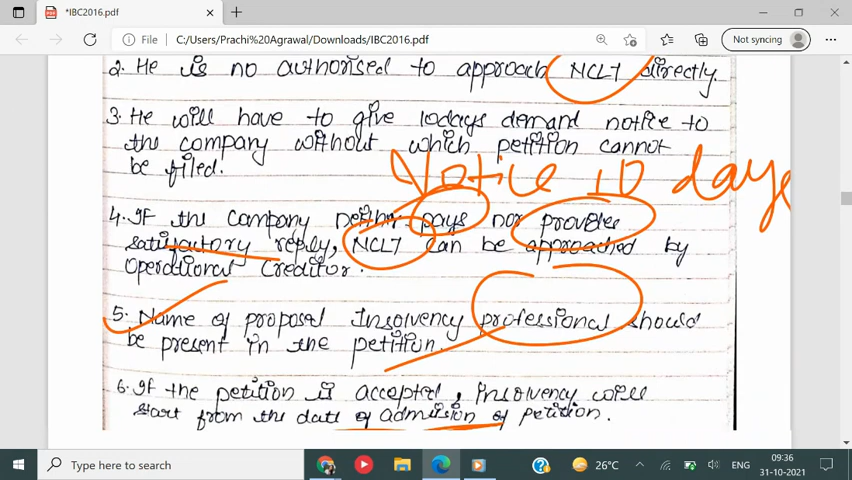 *IBC2016.pdf
File
C:/Users/Prachi%20Agrawal/Downloads/IBC2016.pdf
Not syncing
2. He is no authorised to approach NCLT directly.
3. He will have to give 10days demand notice to
the company without which petition cannot
be filed.
Notice 10 days
4. If the Company neither pays nor provides
satisfactory reply, NCLT can be approached by
Operational Creditor.
5. Name of proposal Insolvency professional should
be present in the petition.
6. If the petition is accepted, insolvency will
start from the date of admission of petition.
Type here to search
26°C
ENG
09:36
31-10-2021